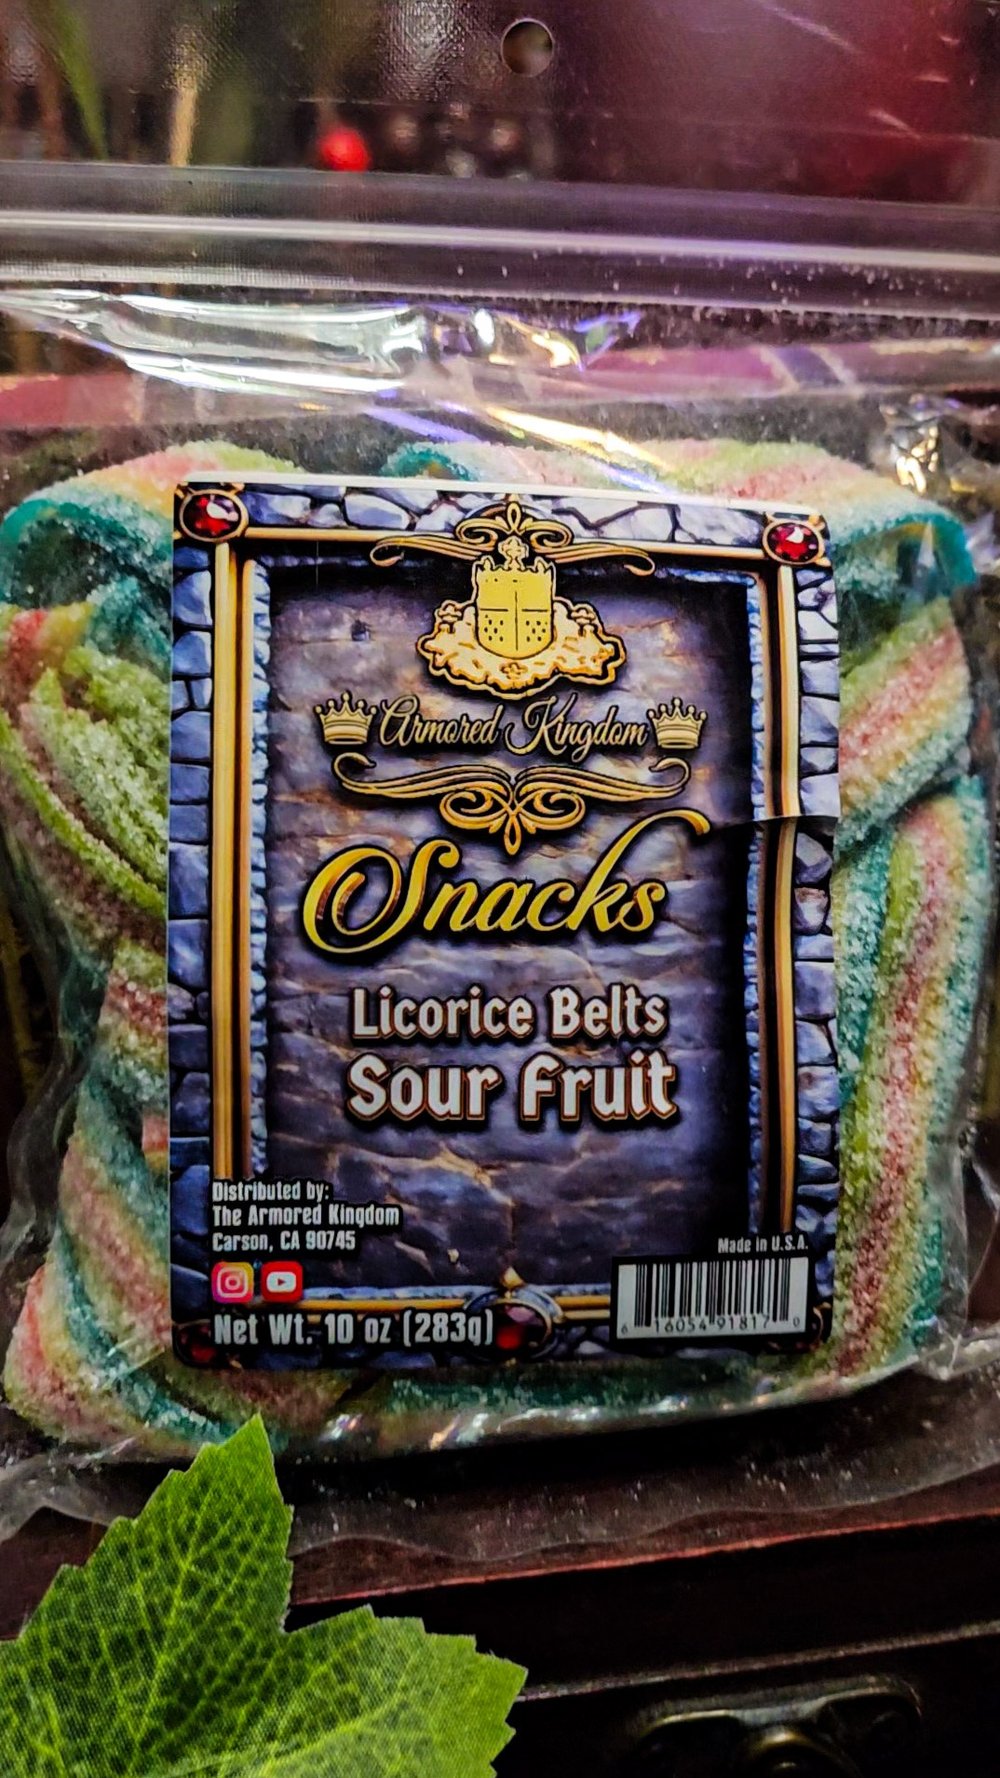 Armored Kingdom
Snacks
Licorice Belts
Sour Fruit
Distributed by:
The Armored Kingdom
Carson, CA 90745
Made in U.S.A.
Net Wt. 10 oz (283g)
6 16054 91817 0